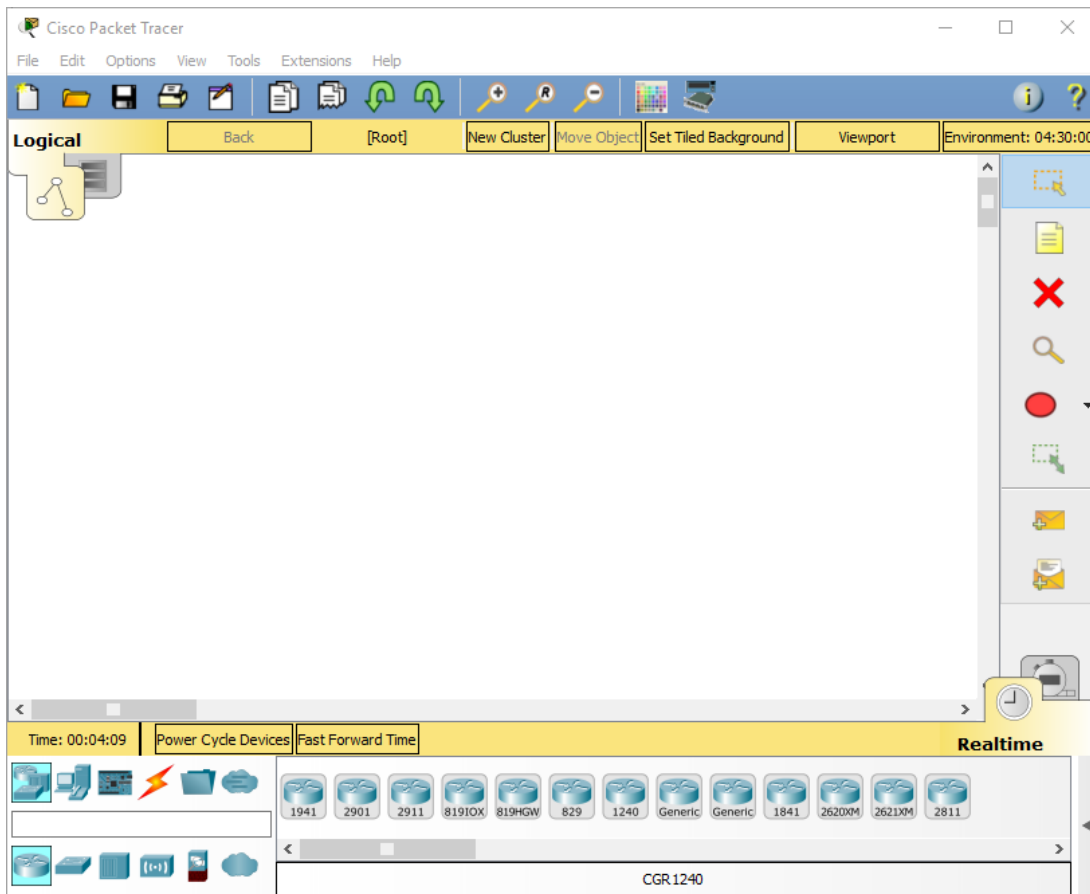 Cisco Packet Tracer
File Edit Options View Tools Extensions Help
R i ?
Logical Back [Root] New Cluster Move Object Set Tiled Background Viewport Environment: 04:30:00
Time: 00:04:09 Power Cycle Devices Fast Forward Time Realtime
1941 2901 2911 819IOX 819HGW 829 1240 Generic Generic 1841 2620XM 2621XM 2811
CGR1240